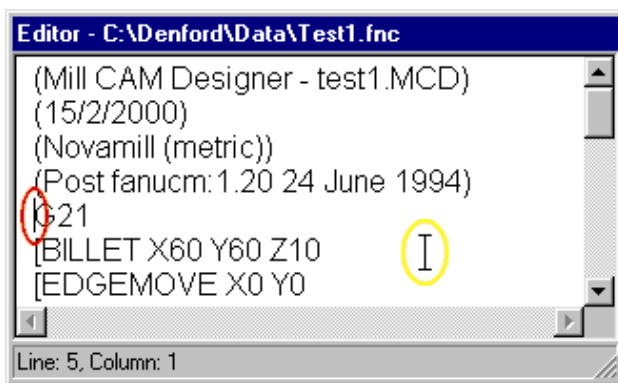 Editor - C:\Denford\Data\Test1.fnc
(Mill CAM Designer - test1.MCD)
(15/2/2000)
(Novamill (metric))
(Post fanucm: 1.20 24 June 1994)
G21
[BILLET X60 Y60 Z10
[EDGEMOVE X0 Y0
Line: 5, Column: 1